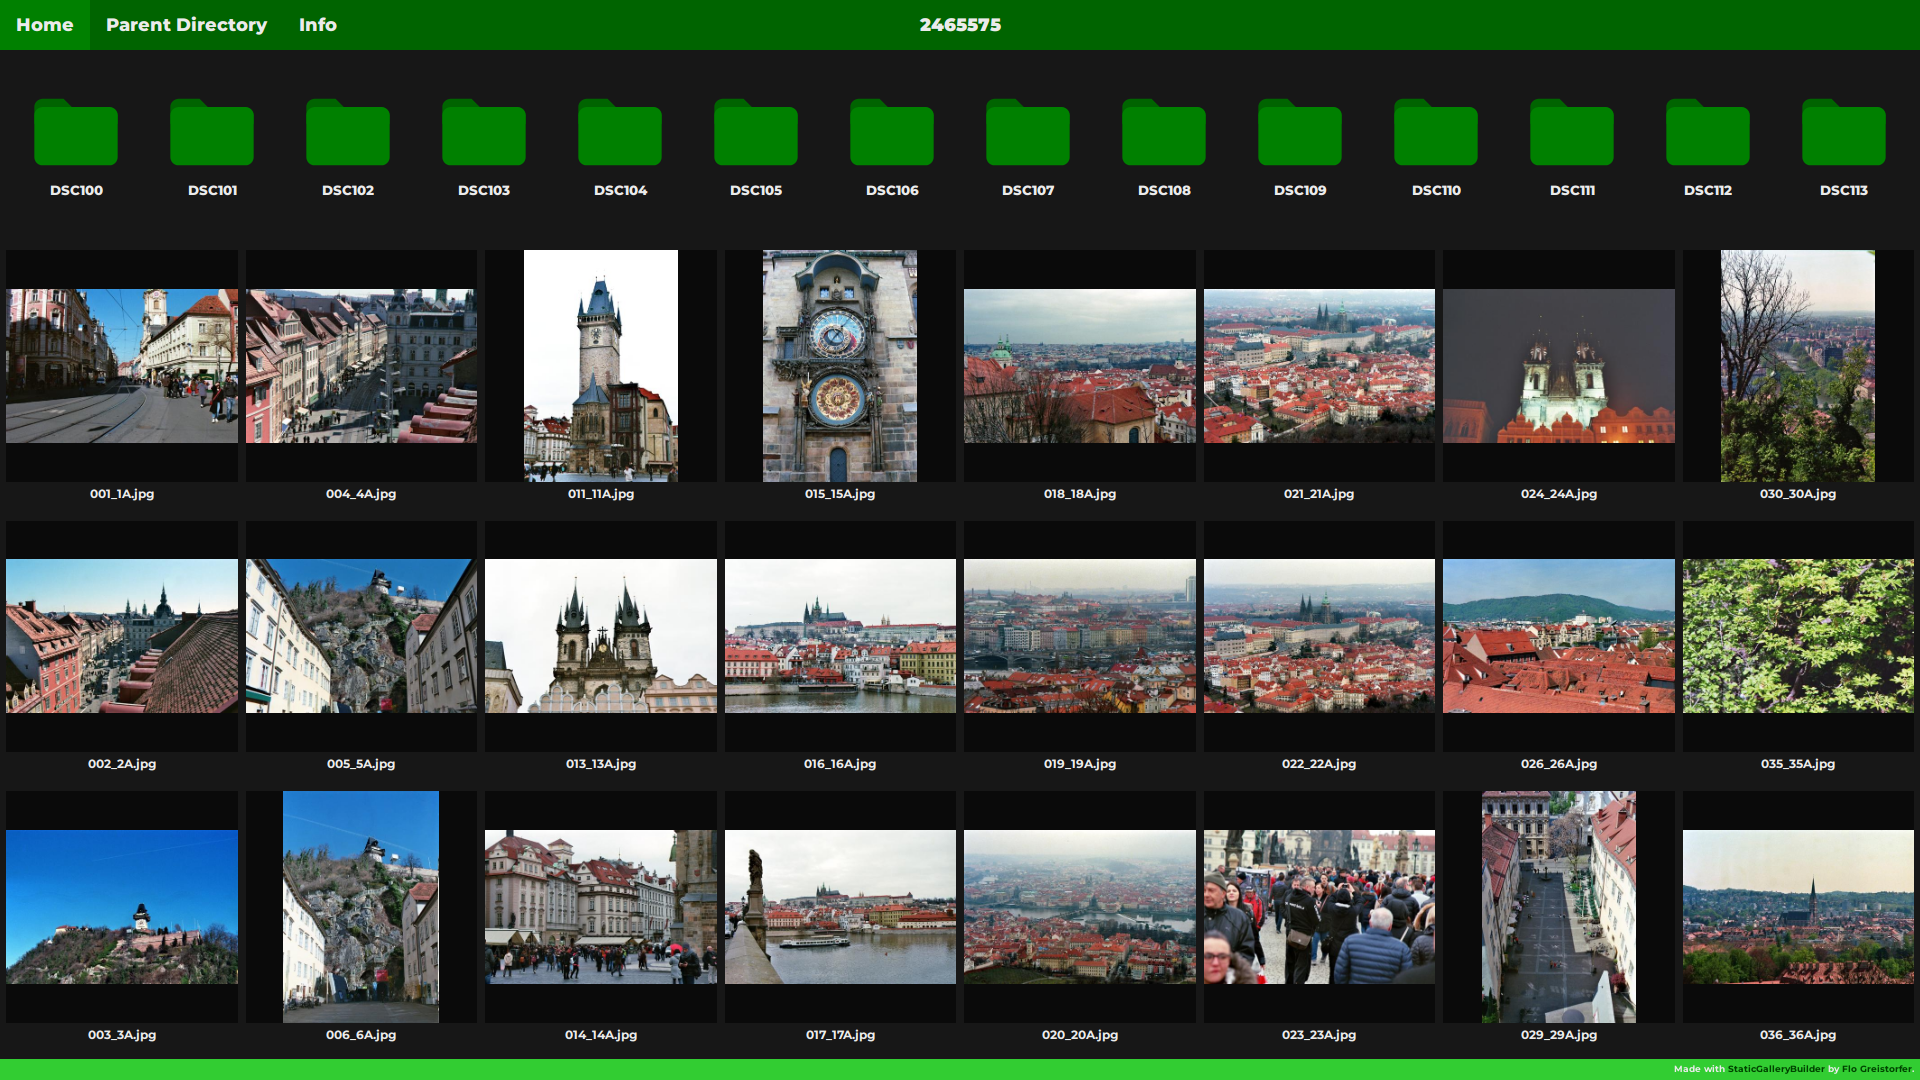 Home Parent Directory Info 2465575
DSC100 DSC101 DSC102 DSC103 DSC104 DSC105 DSC106 DSC107 DSC108 DSC109 DSC110 DSC111 DSC112 DSC113
001_1A.jpg 004_4A.jpg 011_11A.jpg 015_15A.jpg 018_18A.jpg 021_21A.jpg 024_24A.jpg 030_30A.jpg
002_2A.jpg 005_5A.jpg 013_13A.jpg 016_16A.jpg 019_19A.jpg 022_22A.jpg 026_26A.jpg 035_35A.jpg
003_3A.jpg 006_6A.jpg 014_14A.jpg 017_17A.jpg 020_20A.jpg 023_23A.jpg 029_29A.jpg 036_36A.jpg
Made with StaticGalleryBuilder by Flo Greistorfer.